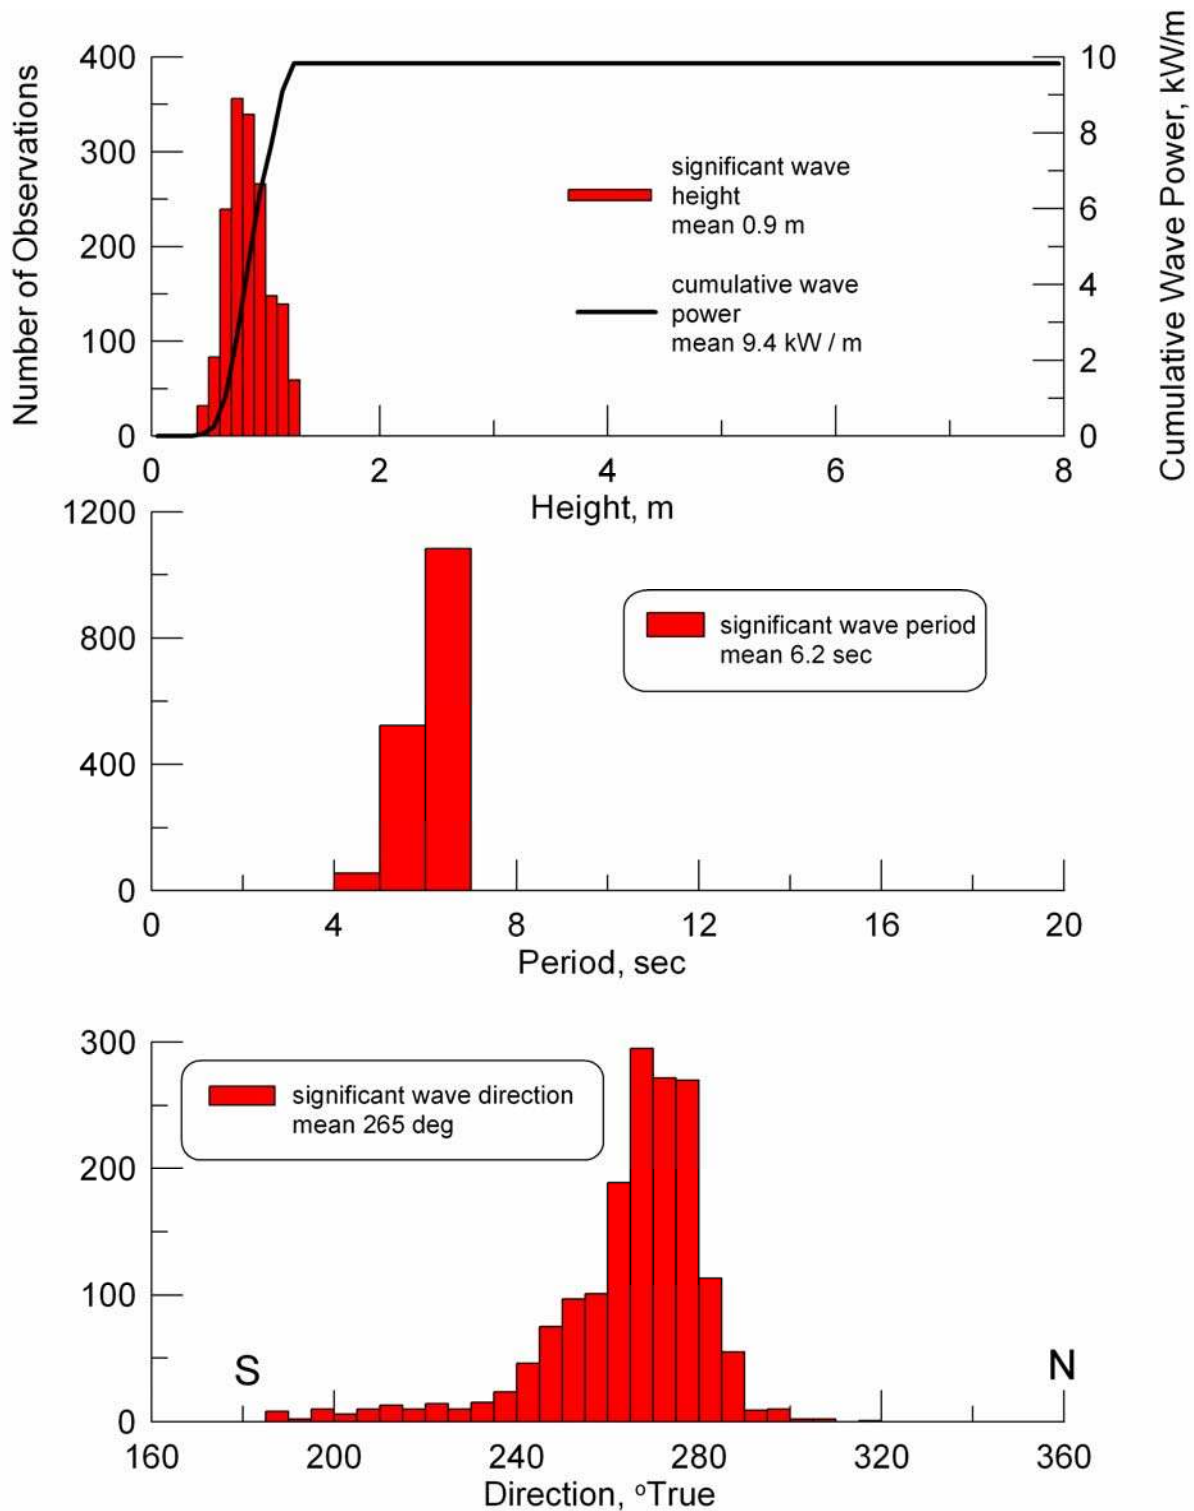 Number of Observations
400
300
200
100
0
significant wave
height
mean 0.9 m
cumulative wave
power
mean 9.4 kW / m
10
8
6
4
2
0
Cumulative Wave Power, kW/m
0 2 4 6 8
Height, m
1200
800
400
0
significant wave period
mean 6.2 sec
0 4 8 12 16 20
Period, sec
300
200
100
0
significant wave direction
mean 265 deg
S
N
160 200 240 280 320 360
Direction, °True